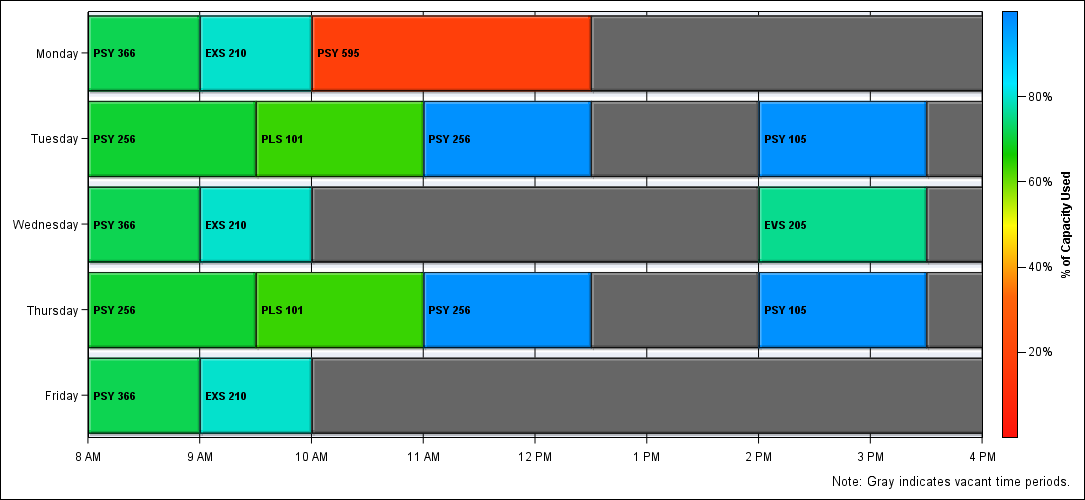 Monday
PSY 366
EXS 210
PSY 595
Tuesday
PSY 256
PLS 101
PSY 256
PSY 105
Wednesday
PSY 366
EXS 210
EVS 205
Thursday
PSY 256
PLS 101
PSY 256
PSY 105
Friday
PSY 366
EXS 210
8 AM
9 AM
10 AM
11 AM
12 PM
1 PM
2 PM
3 PM
4 PM
80%
60%
40%
20%
% of Capacity Used
Note: Gray indicates vacant time periods.